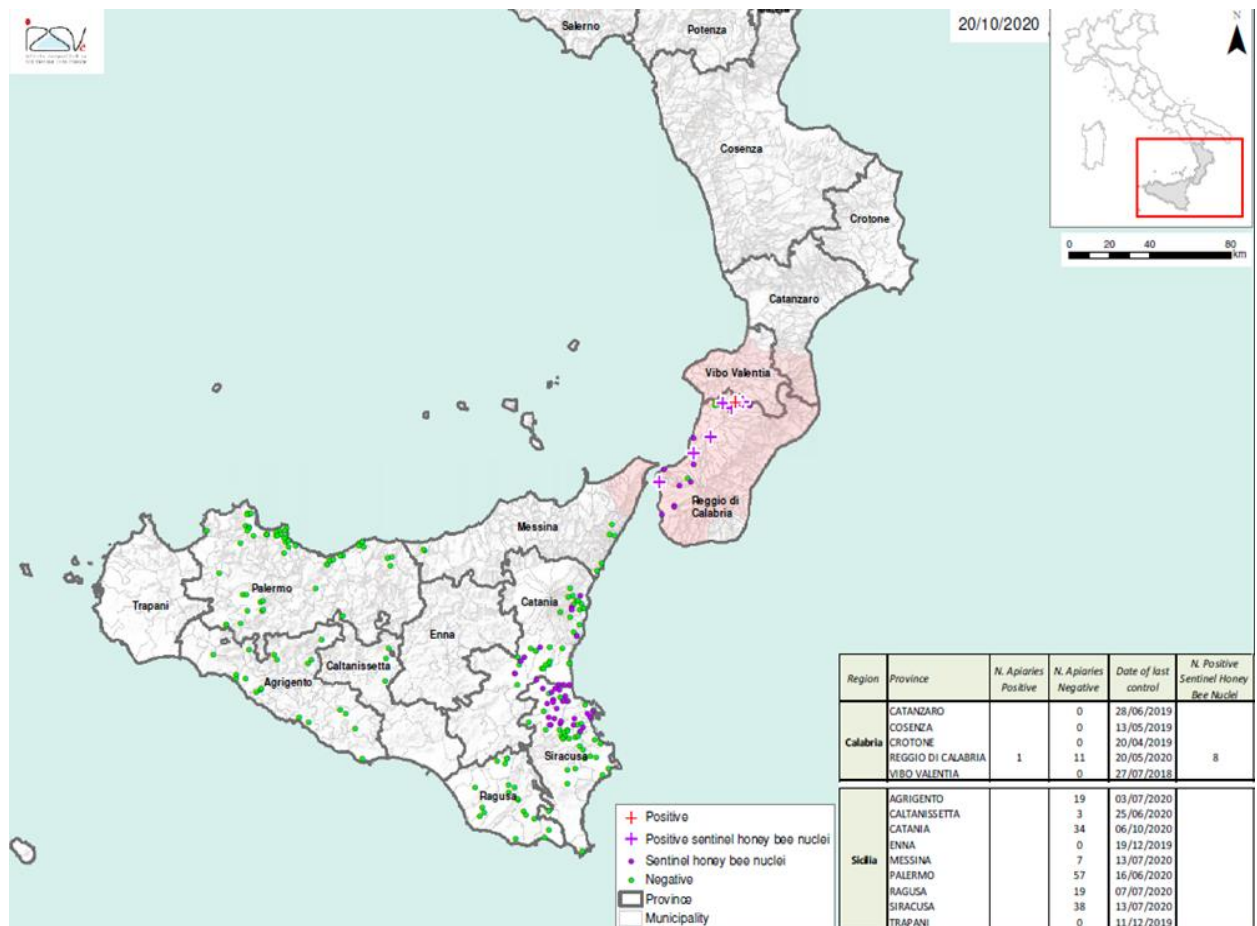 Salerno
Potenza
20/10/2020
N
Cosenza
Crotone
0 20 40 80
km
Catanzaro
Vibo Valentia
Reggio di
Calabria
Messina
Palermo
Trapani
Catania
Enna
Caltanissetta
Agrigento
Siracusa
Ragusa
Positive
Positive sentinel honey bee nuclei
Sentinel honey bee nuclei
Negative
Province
Municipality
Region Province N. Apiaries Positive N. Apiaries Negative Date of last control N. Positive Sentinel Honey Bee Nuclei
Calabria
CATANZARO 0 28/06/2019
COSENZA 0 13/05/2019
CROTONE 0 20/04/2019
REGGIO DI CALABRIA 1 11 20/05/2020 8
VIBO VALENTIA 0 27/07/2018
Sicilia
AGRIGENTO 19 03/07/2020
CALTANISSETTA 3 25/06/2020
CATANIA 34 06/10/2020
ENNA 0 19/12/2019
MESSINA 7 13/07/2020
PALERMO 57 16/06/2020
RAGUSA 19 07/07/2020
SIRACUSA 38 13/07/2020
TRAPANI 0 11/12/2019